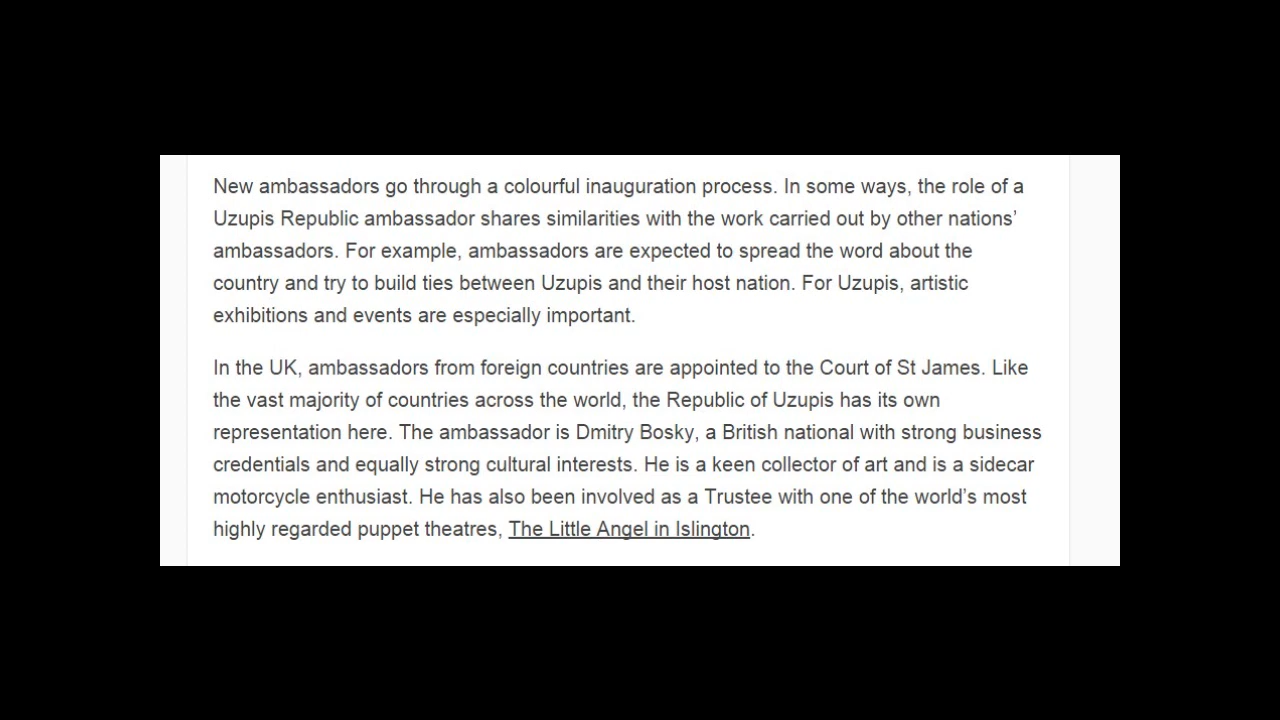 New ambassadors go through a colourful inauguration process. In some ways, the role of a
Uzupis Republic ambassador shares similarities with the work carried out by other nations’
ambassadors. For example, ambassadors are expected to spread the word about the
country and try to build ties between Uzupis and their host nation. For Uzupis, artistic
exhibitions and events are especially important.
In the UK, ambassadors from foreign countries are appointed to the Court of St James. Like
the vast majority of countries across the world, the Republic of Uzupis has its own
representation here. The ambassador is Dmitry Bosky, a British national with strong business
credentials and equally strong cultural interests. He is a keen collector of art and is a sidecar
motorcycle enthusiast. He has also been involved as a Trustee with one of the world’s most
highly regarded puppet theatres, The Little Angel in Islington.